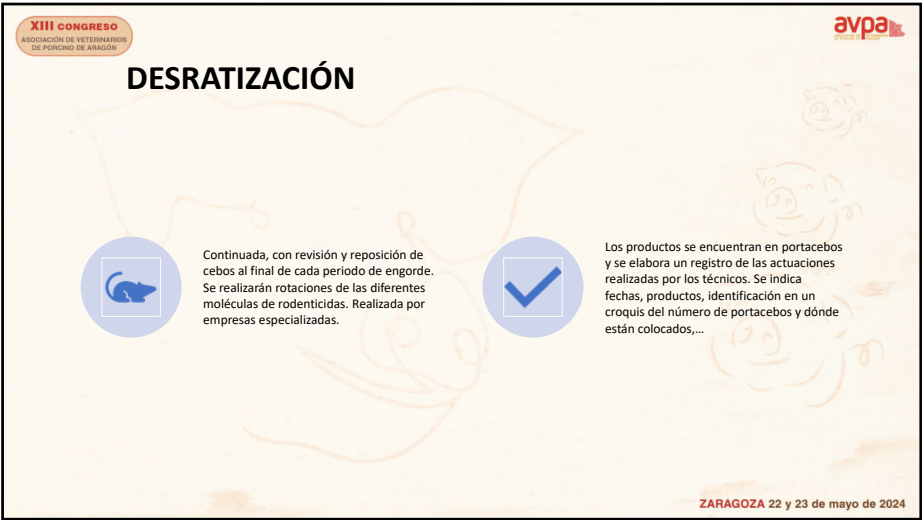 XIII CONGRESO
ASOCIACIÓN DE VETERINARIOS
DE PORCINO DE ARAGÓN
avpa
DESRATIZACIÓN
Continuada, con revisión y reposición de
cebos al final de cada periodo de engorde.
Se realizarán rotaciones de las diferentes
moléculas de rodenticidas. Realizada por
empresas especializadas.
Los productos se encuentran en portacebos
y se elabora un registro de las actuaciones
realizadas por los técnicos. Se indica
fechas, productos, identificación en un
croquis del número de portacebos y dónde
están colocados,...
ZARAGOZA 22 y 23 de mayo de 2024